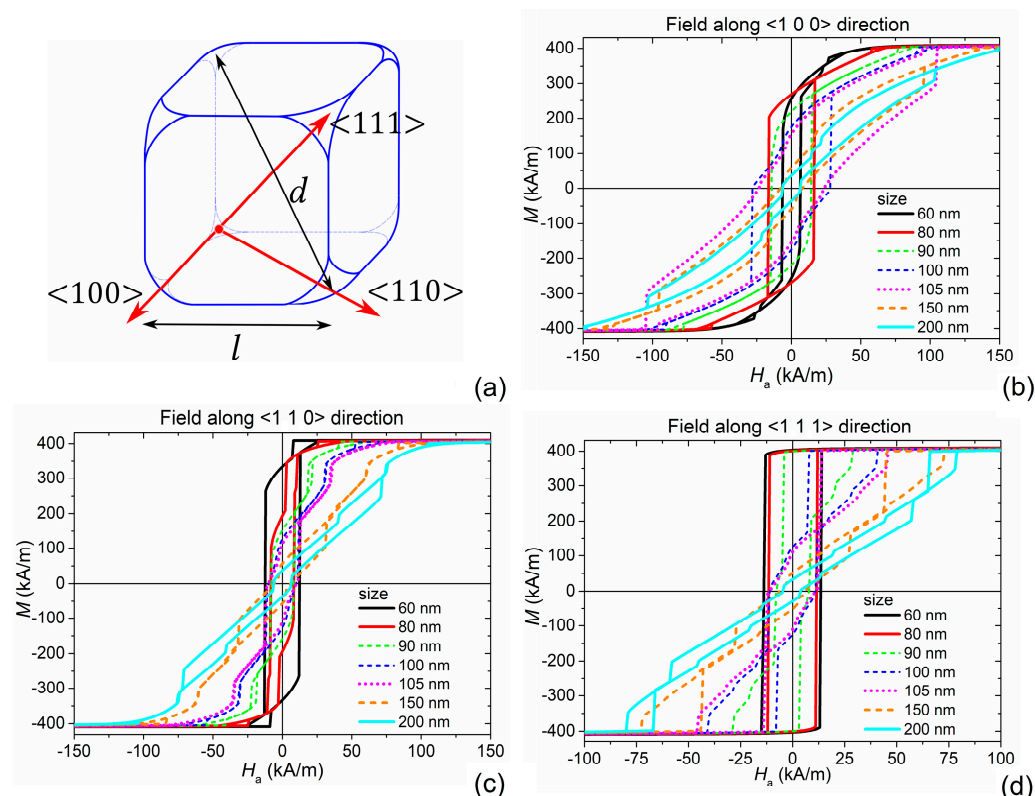 <111>
d
<100>
<110>
l
(a)
Field along <1 0 0> direction
400
300
200
100
0
-100
-200
-300
-400
M (kA/m)
size
60 nm
80 nm
90 nm
100 nm
105 nm
150 nm
200 nm
-150 -100 -50 0 50 100 150
Ha (kA/m)
(b)
Field along <1 1 0> direction
400
300
200
100
0
-100
-200
-300
-400
M (kA/m)
size
60 nm
80 nm
90 nm
100 nm
105 nm
150 nm
200 nm
-150 -100 -50 0 50 100 150
Ha (kA/m)
(c)
Field along <1 1 1> direction
400
300
200
100
0
-100
-200
-300
-400
M (kA/m)
size
60 nm
80 nm
90 nm
100 nm
105 nm
150 nm
200 nm
-100 -75 -50 -25 0 25 50 75 100
Ha (kA/m)
(d)